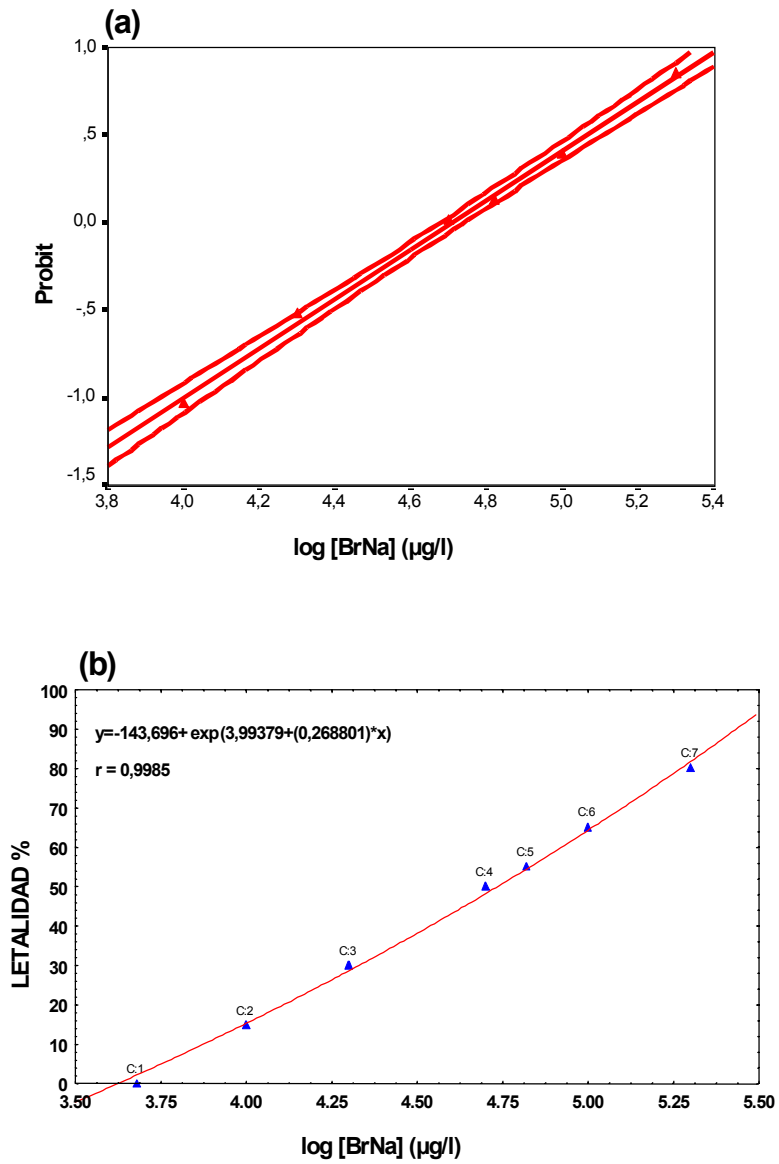 (a)
1,0
,5
0,0
-,5
-1,0
-1,5
Probit
3,8 4,0 4,2 4,4 4,6 4,8 5,0 5,2 5,4
log [BrNa] (µg/l)
(b)
100
90
80
70
60
50
40
30
20
10
0
LETALIDAD %
y=-143,696+ exp(3,99379+(0,268801)*x)
r = 0,9985
C:7
C:6
C:5
C:4
C:3
C:2
C:1
3.50 3.75 4.00 4.25 4.50 4.75 5.00 5.25 5.50
log [BrNa] (µg/l)